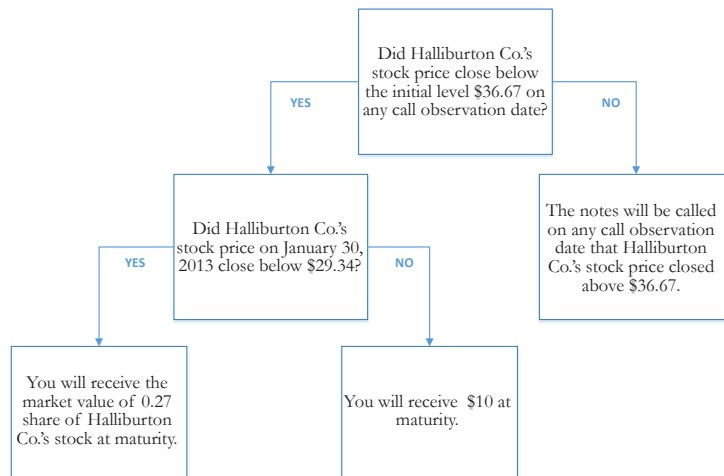 Did Halliburton Co.'s
stock price close below
the initial level $36.67 on
any call observation date?
YES
NO
Did Halliburton Co.'s
stock price on January 30,
2013 close below $29.34?
The notes will be called
on any call observation
date that Halliburton
Co.'s stock price closed
above $36.67.
YES
NO
You will receive the
market value of 0.27
share of Halliburton
Co.'s stock at maturity.
You will receive $10 at
maturity.